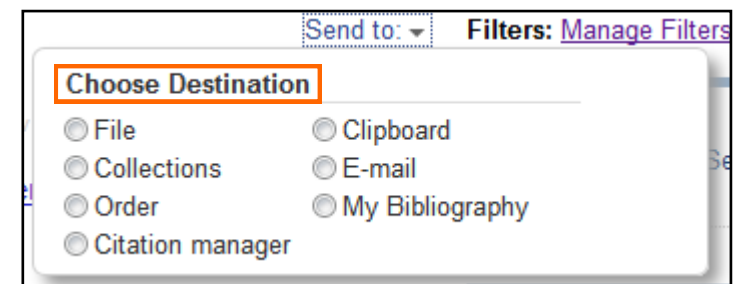 Send to: Filters: Manage Filters
Choose Destination
File Clipboard
Collections E-mail
Order My Bibliography
Citation manager